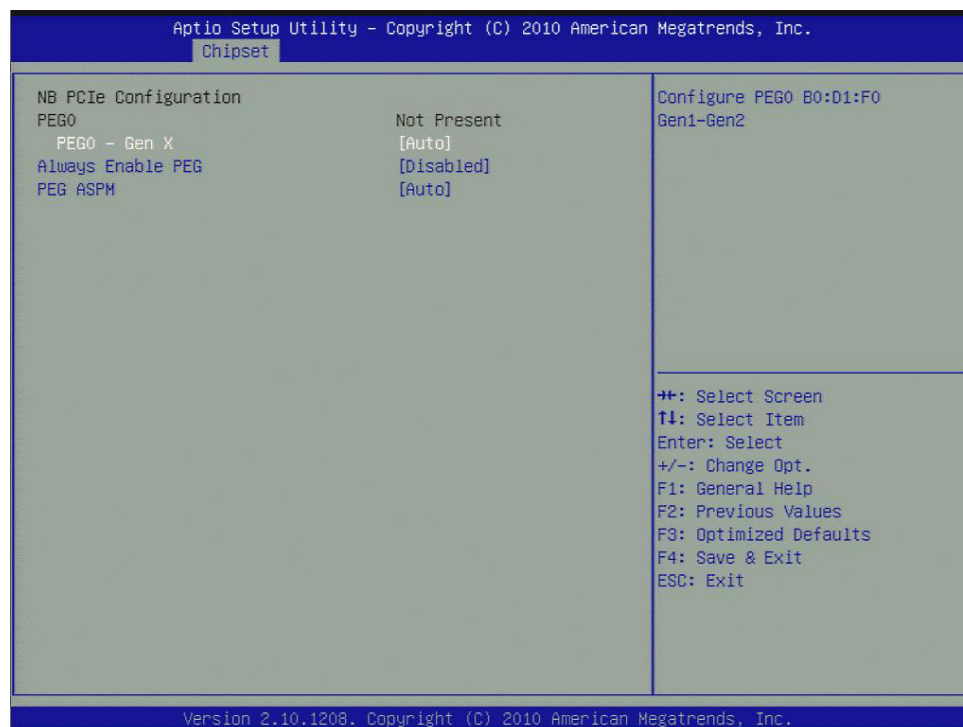 Aptio Setup Utility – Copyright (C) 2010 American Megatrends, Inc.
Chipset
NB PCIe Configuration
PEG0 Not Present
PEG0 – Gen X [Auto]
Always Enable PEG [Disabled]
PEG ASPM [Auto]
Configure PEG0 B0:D1:F0
Gen1-Gen2
→←: Select Screen
↑↓: Select Item
Enter: Select
+/-: Change Opt.
F1: General Help
F2: Previous Values
F3: Optimized Defaults
F4: Save & Exit
ESC: Exit
Version 2.10.1208. Copyright (C) 2010 American Megatrends, Inc.